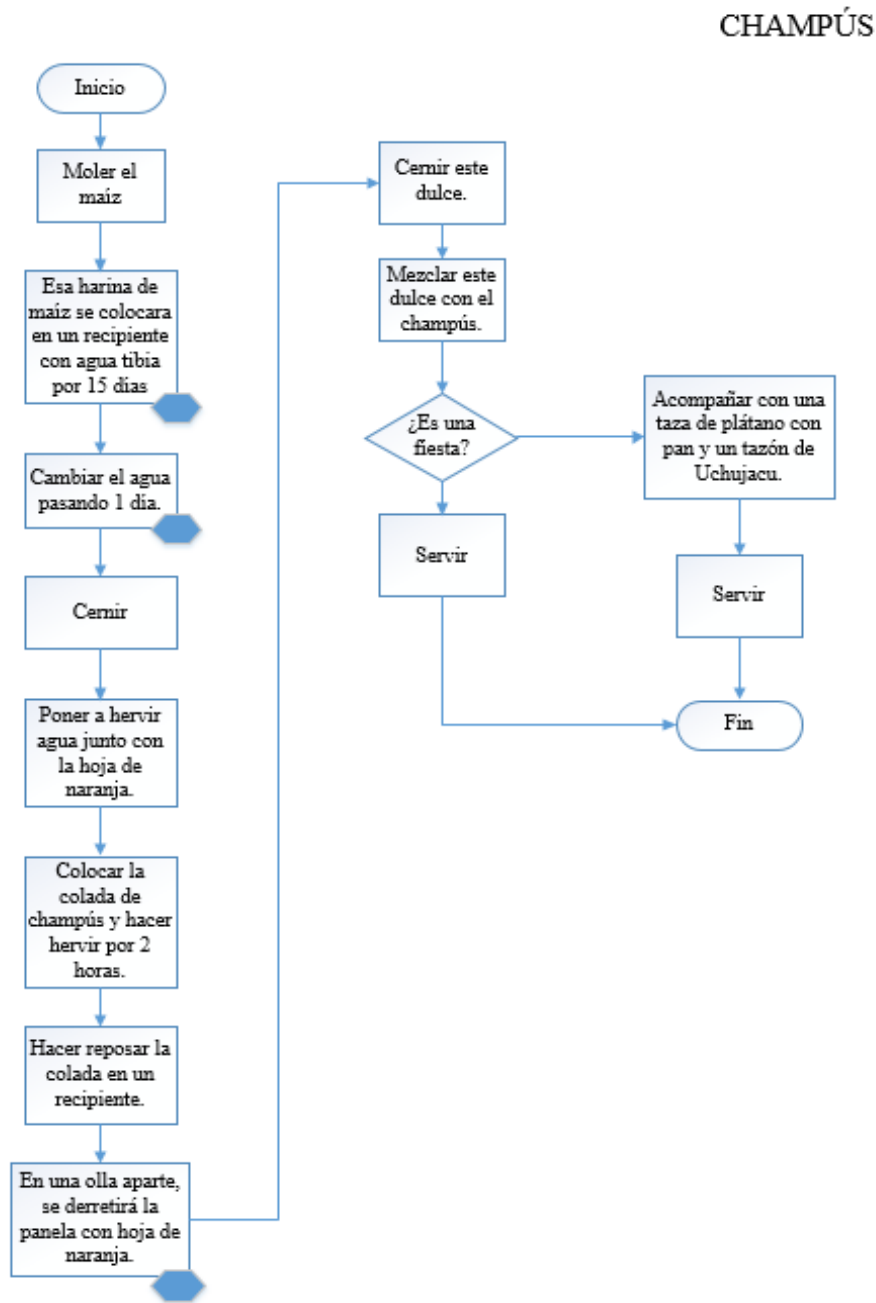 CHAMPÚS
Inicio
Moler el
maíz
Esa harina de
maíz se colocara
en un recipiente
con agua tibia
por 15 días
Cambiar el agua
pasando 1 día.
Cernir
Poner a hervir
agua junto con
la hoja de
naranja.
Colocar la
colada de
champús y hacer
hervir por 2
horas.
Hacer reposar la
colada en un
recipiente.
En una olla aparte,
se derretirá la
panela con hoja de
naranja.
Cernir este
dulce.
Mezclar este
dulce con el
champús.
¿Es una
fiesta?
Servir
Acompañar con una
taza de plátano con
pan y un tazón de
Uchujacu.
Servir
Fin